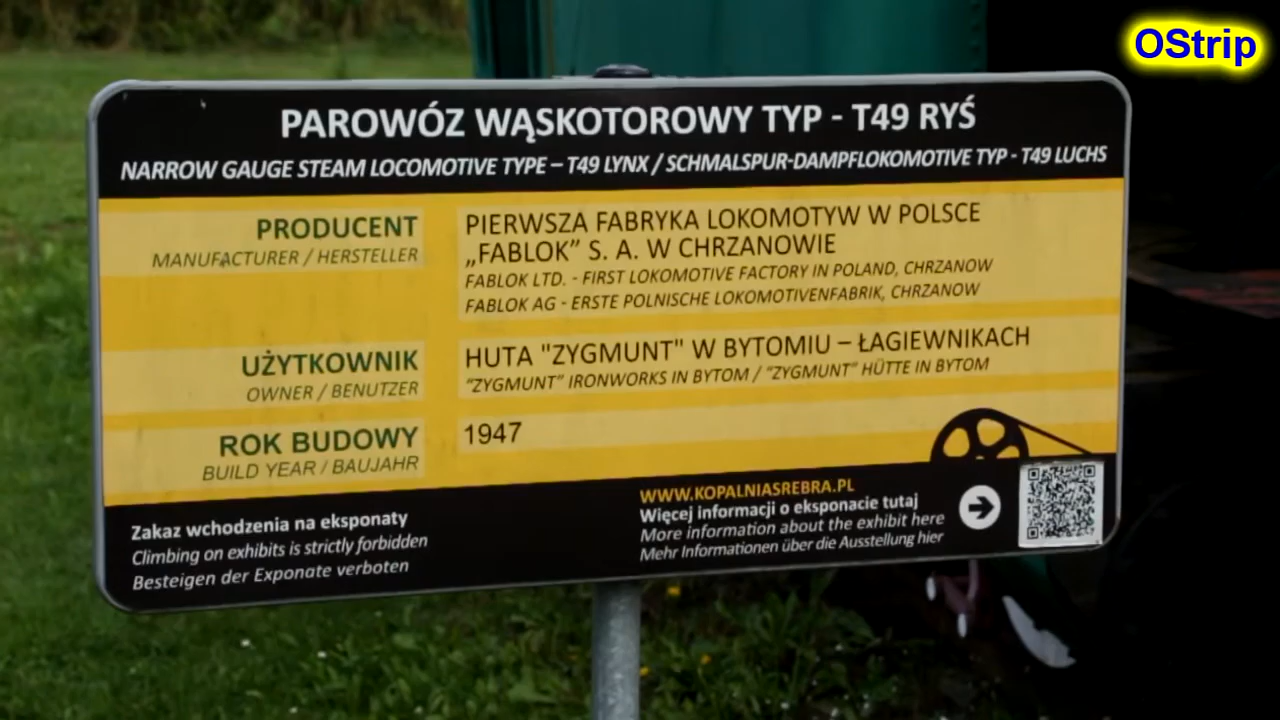 OStrip
PAROWÓZ WĄSKOTOROWY TYP - T49 RYŚ
NARROW GAUGE STEAM LOCOMOTIVE TYPE – T49 LYNX / SCHMALSPUR-DAMPFLOKOMOTIVE TYP - T49 LUCHS
PRODUCENT
MANUFACTURER / HERSTELLER
PIERWSZA FABRYKA LOKOMOTYW W POLSCE
„FABLOK” S. A. W CHRZANOWIE
FABLOK LTD. - FIRST LOKOMOTIVE FACTORY IN POLAND, CHRZANOW
FABLOK AG - ERSTE POLNISCHE LOKOMOTIVENFABRIK, CHRZANOW
UŻYTKOWNIK
OWNER / BENUTZER
HUTA "ZYGMUNT" W BYTOMIU – ŁAGIEWNIKACH
“ZYGMUNT” IRONWORKS IN BYTOM / “ZYGMUNT” HÜTTE IN BYTOM
ROK BUDOWY
BUILD YEAR / BAUJAHR
1947
Zakaz wchodzenia na eksponaty
Climbing on exhibits is strictly forbidden
Besteigen der Exponate verboten
WWW.KOPALNIASREBRA.PL
Więcej informacji o eksponacie tutaj
More information about the exhibit here
Mehr Informationen über die Ausstellung hier